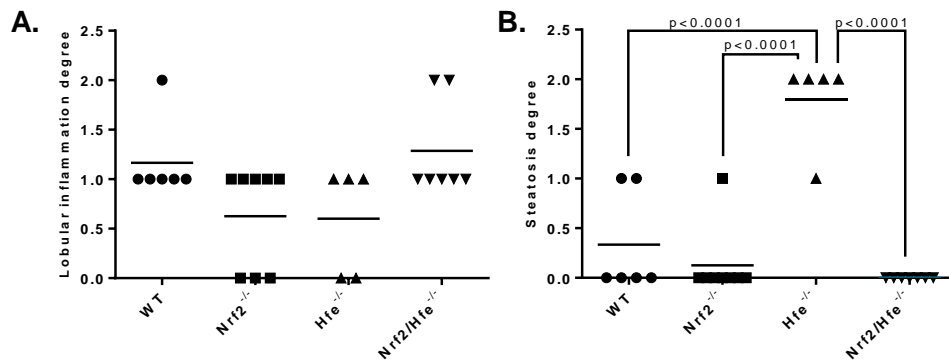 A.
Lobular inflammation degree
2.5
2.0
1.5
1.0
0.5
0.0
WT
Nrf2-/-
Hfe-/-
Nrf2/Hfe-/-
B.
Steatosis degree
2.5
2.0
1.5
1.0
0.5
0.0
p<0.0001
p<0.0001
p<0.0001
WT
Nrf2-/-
Hfe-/-
Nrf2/Hfe-/-